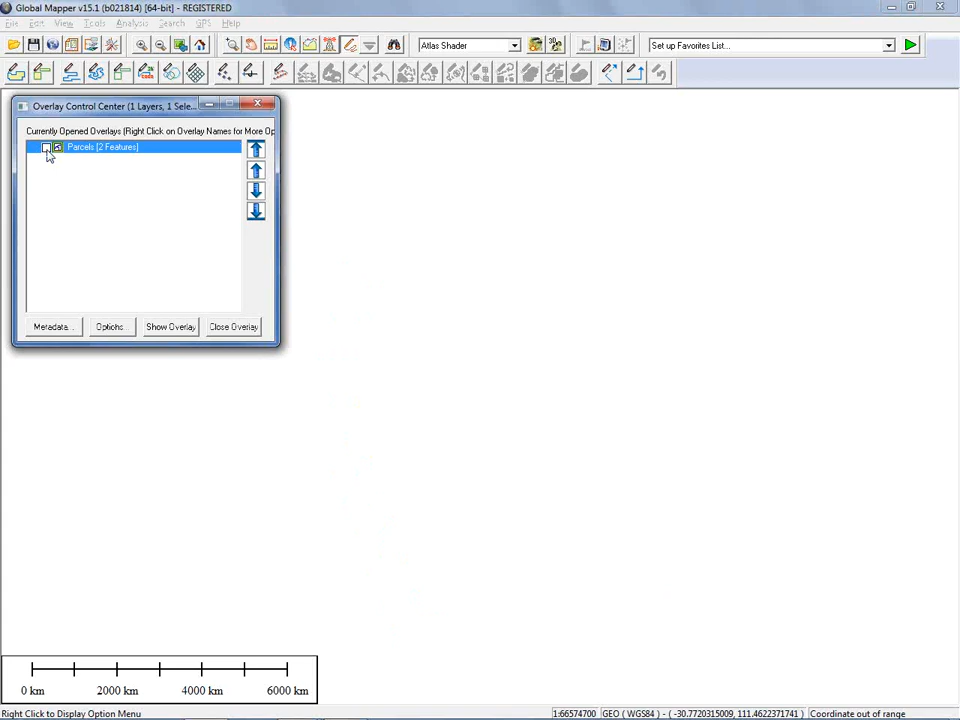 Global Mapper v15.1 (b021814) [64-bit] - REGISTERED
File Edit View Tools Analysis Search GPS Help
Atlas Shader
Set up Favorites List...
Overlay Control Center (1 Layers, 1 Sele...
Currently Opened Overlays (Right Click on Overlay Names for More Op
Parcels [2 Features]
Metadata... Options... Show Overlay Close Overlay
0 km 2000 km 4000 km 6000 km
Right Click to Display Option Menu
1:66574700 GEO ( WGS84 ) - ( -30.7720315009, 111.4622371741 ) Coordinate out of range